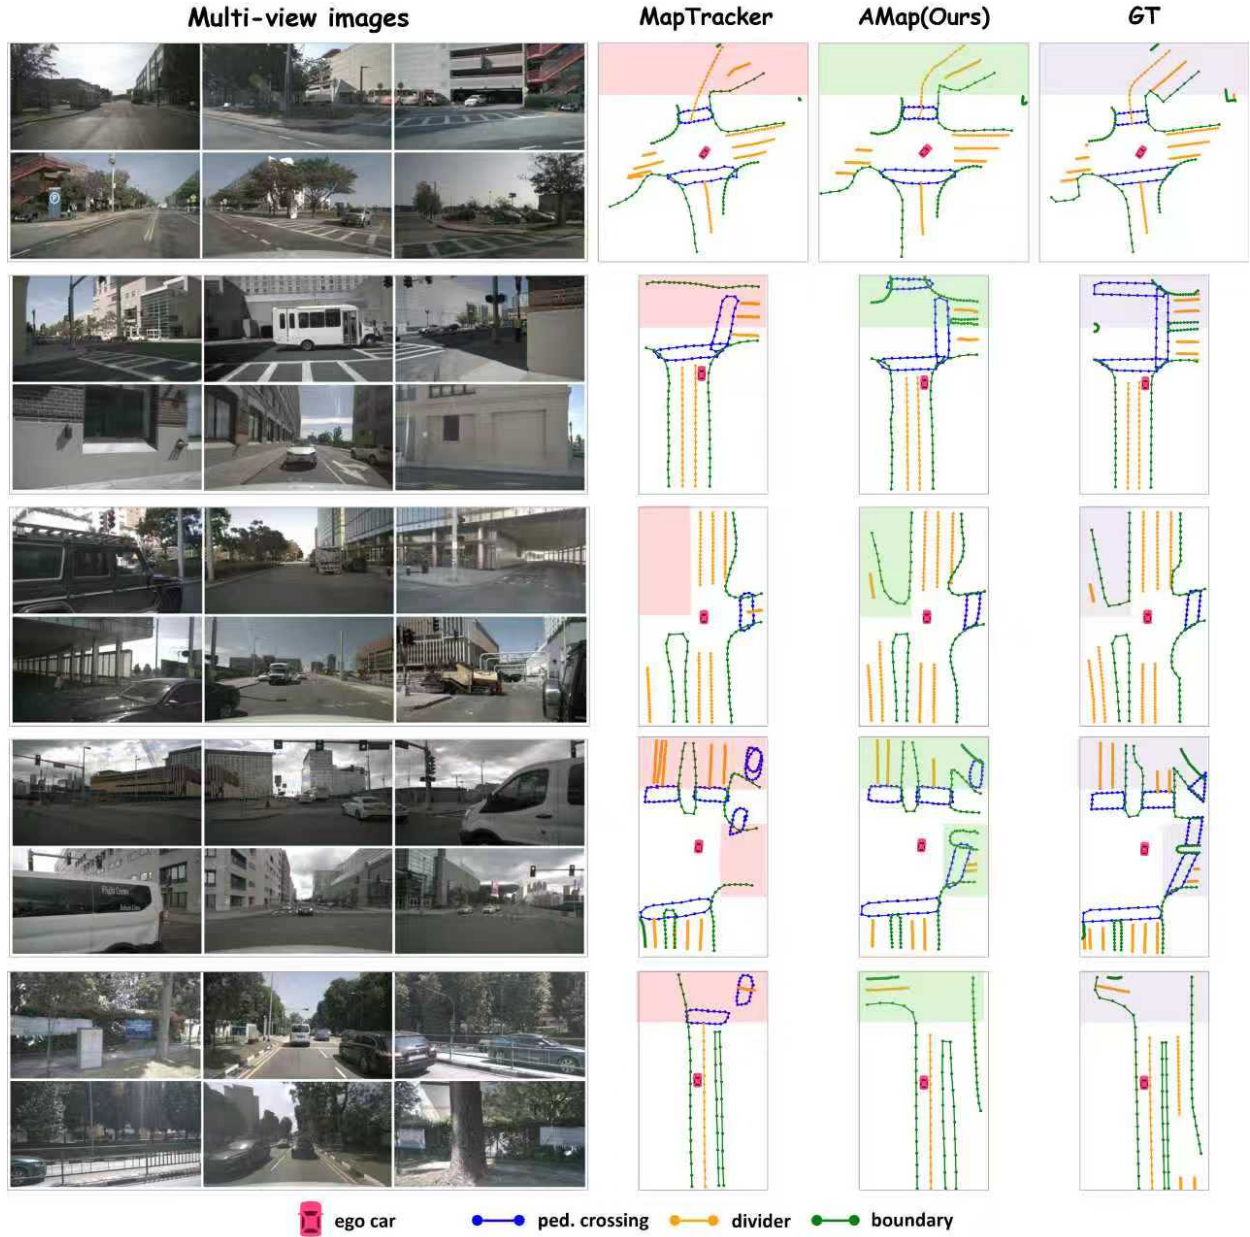 Multi-view images
MapTracker
AMap(Ours)
GT
ego car
ped. crossing
divider
boundary